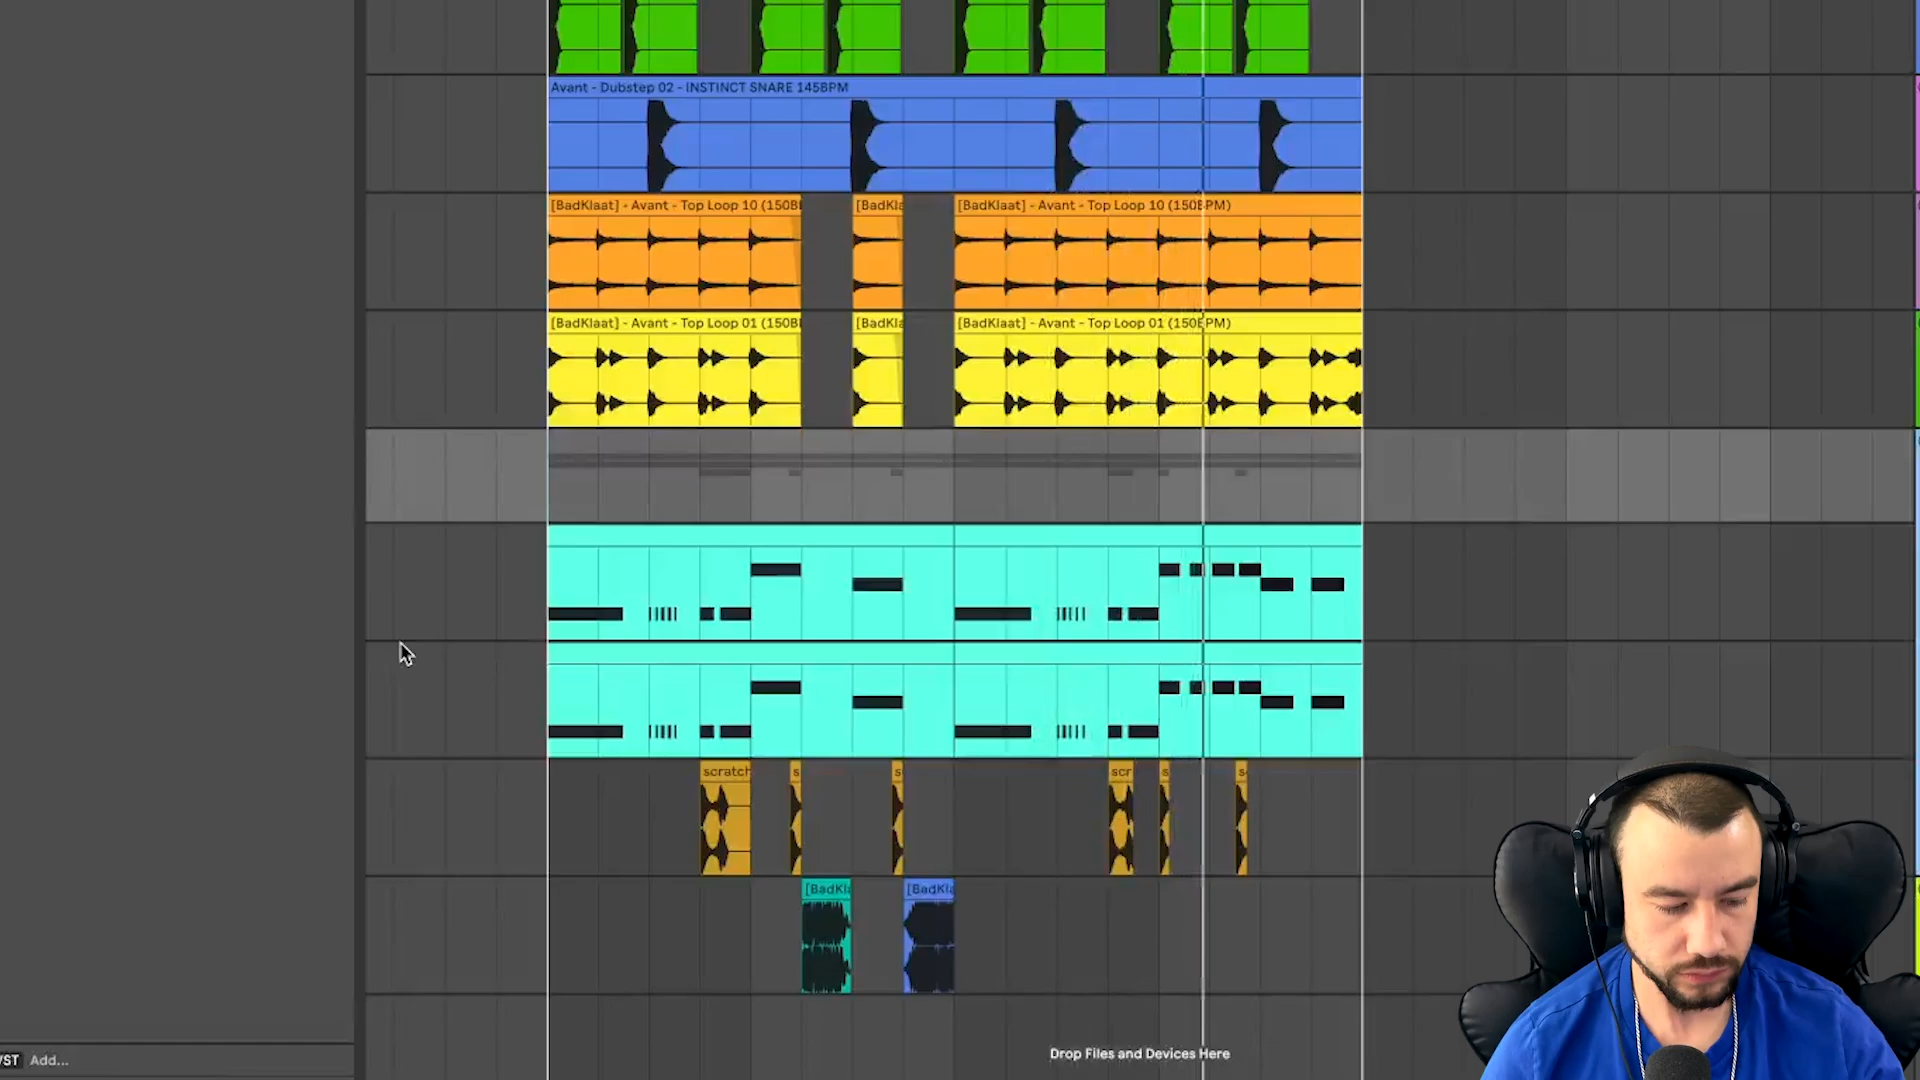 Avant - Dubstep 02 - INSTINCT SNARE 145BPM
[BadKlaat] - Avant - Top Loop 10 (150B
[BadKla
[BadKlaat] - Avant - Top Loop 10 (150BPM)
[BadKlaat] - Avant - Top Loop 01 (150B
[BadKla
[BadKlaat] - Avant - Top Loop 01 (150BPM)
scratch
s
s
scr
s
s
[BadKla
[BadKla
Drop Files and Devices Here
VST Add...